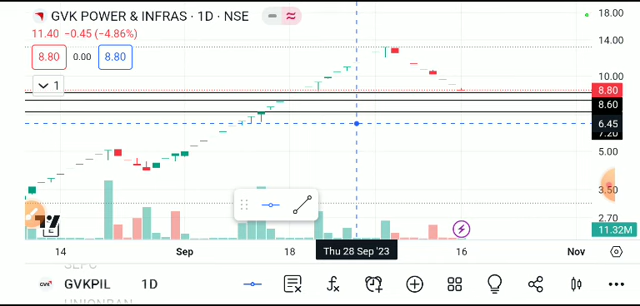 GVK POWER & INFRAS · 1D · NSE
11.40 −0.45 (−4.86%)
8.80 0.00 8.80
1
18.00
14.00
10.00
8.80
8.60
7.20
6.45
5.00
3.50
2.70
11.32M
14 Sep 18 Thu 28 Sep '23 16 Nov
GVKPIL 1D